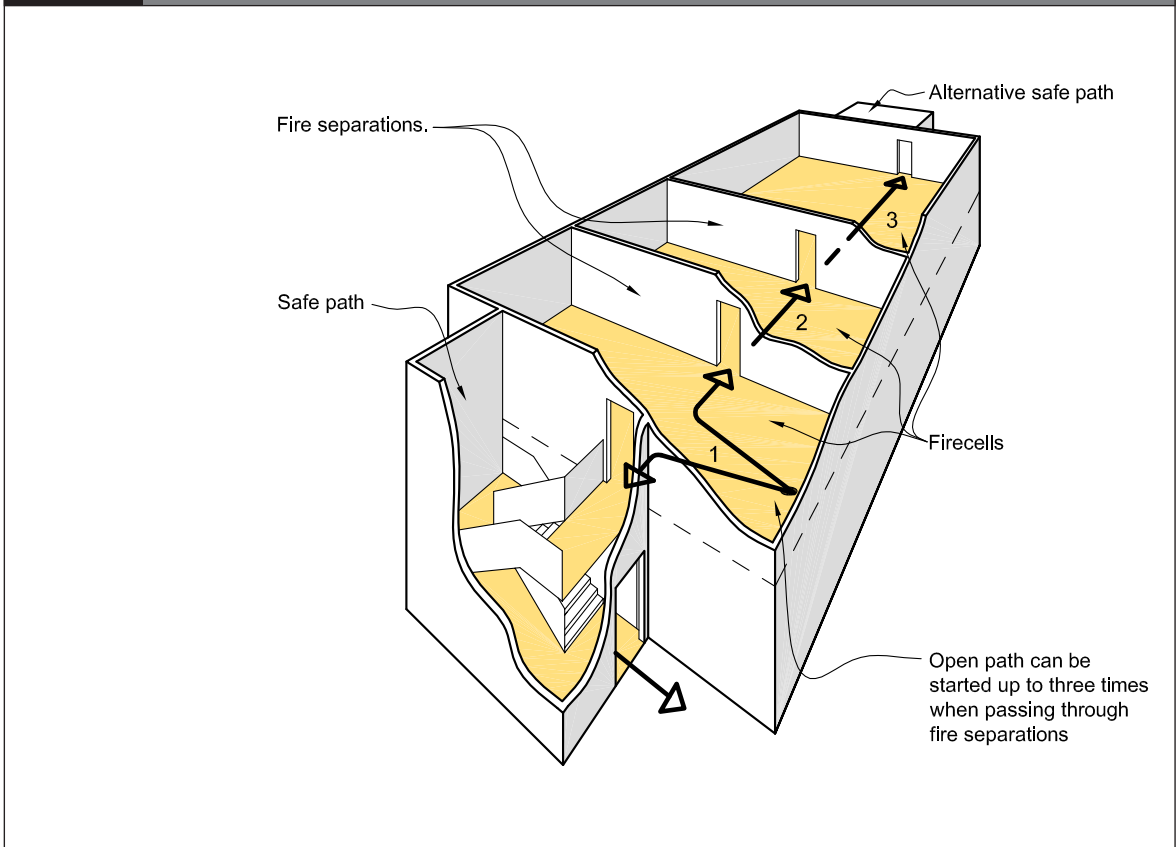 Alternative safe path
Fire separations.
3
Safe path
2
Firecells
1
Open path can be
started up to three times
when passing through
fire separations